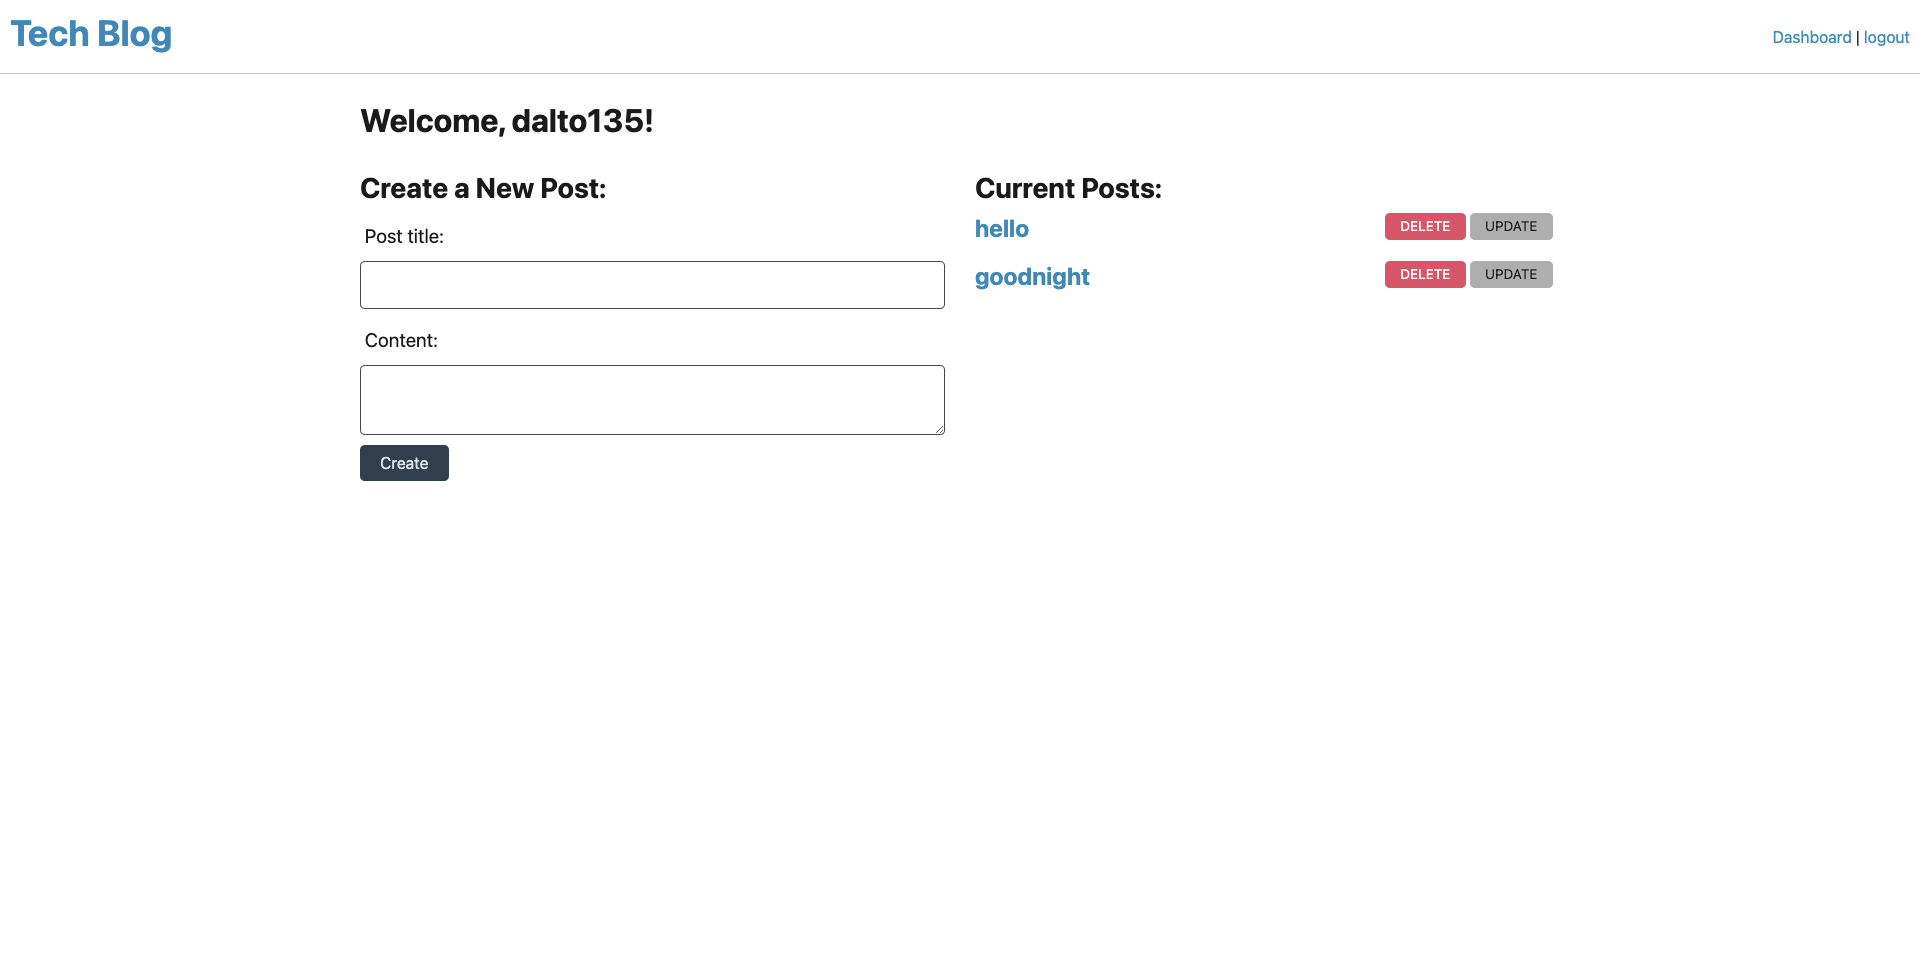 Tech Blog
Dashboard | logout
Welcome, dalto135!
Create a New Post:
Post title:
Content:
Create
Current Posts:
hello DELETE UPDATE
goodnight DELETE UPDATE